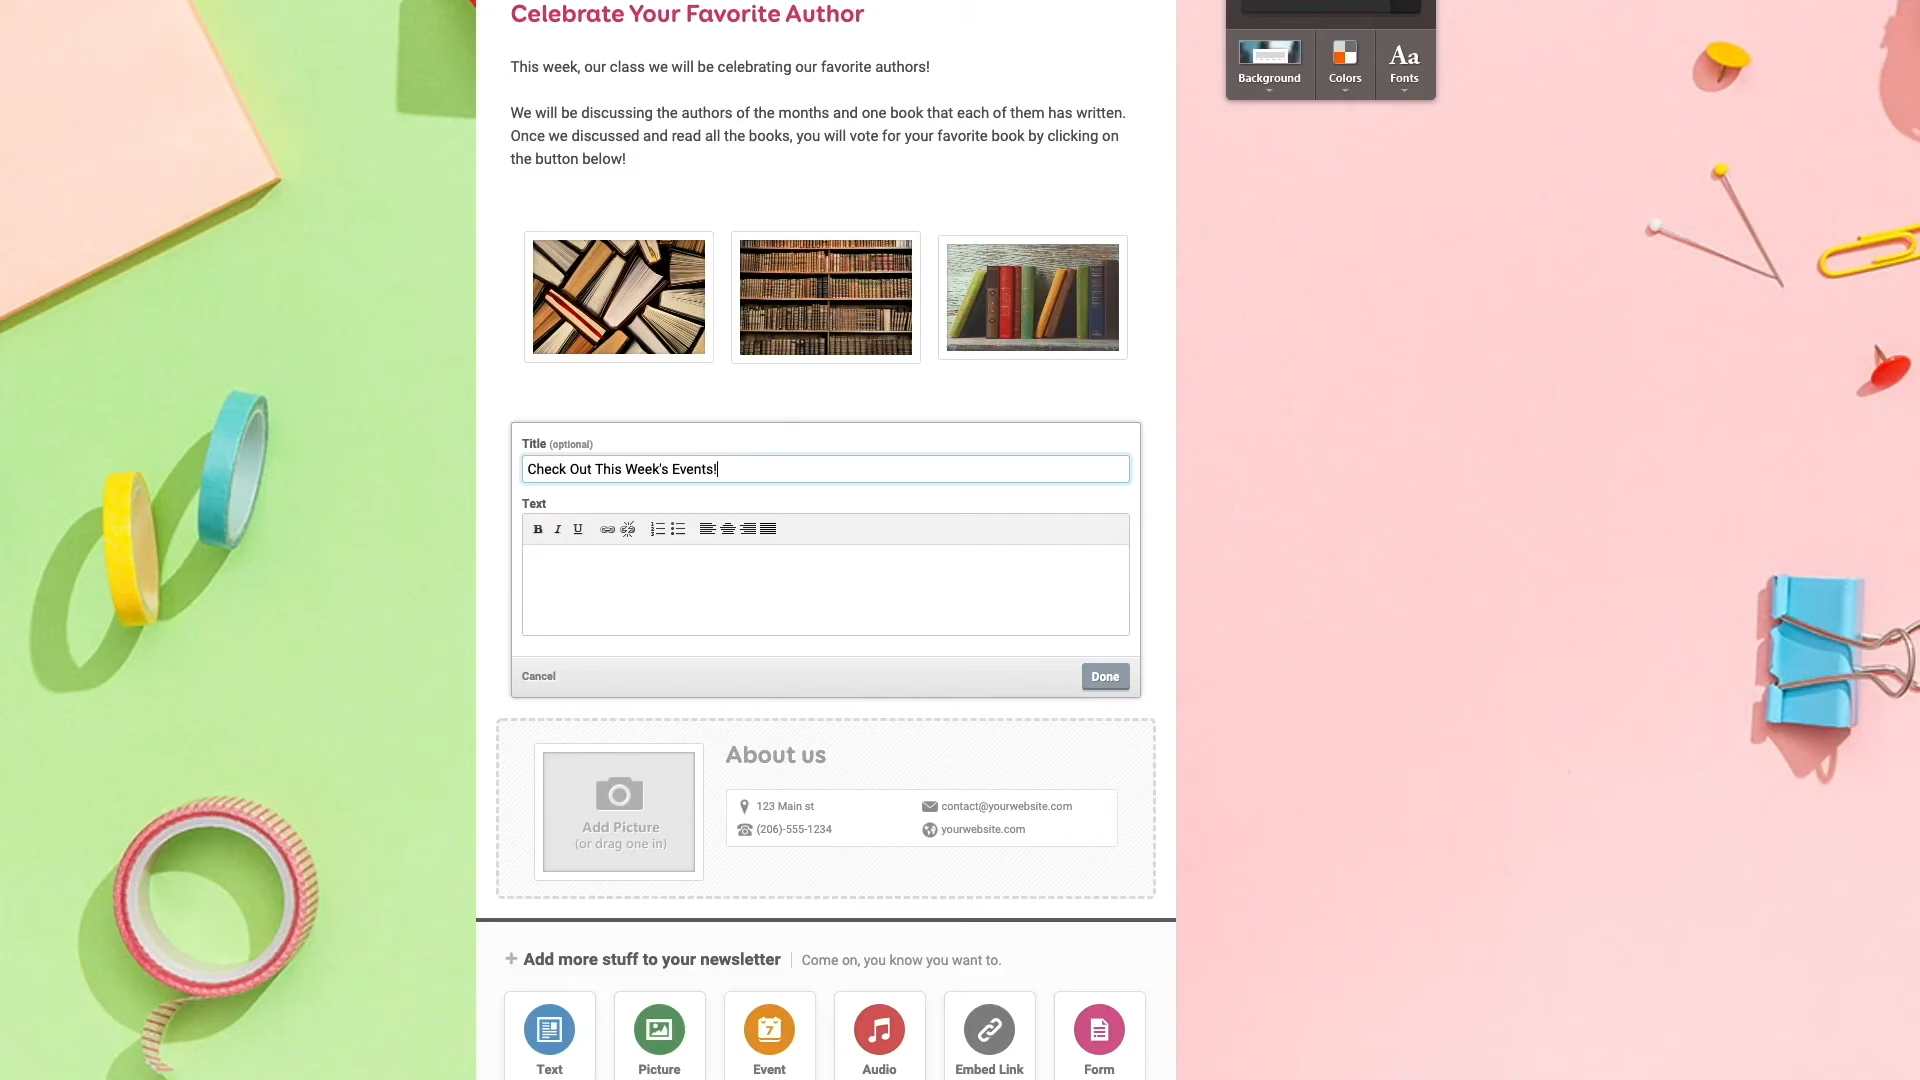 Celebrate Your Favorite Author
Background
Colors
Aa
Fonts
This week, our class we will be celebrating our favorite authors!
We will be discussing the authors of the months and one book that each of them has written.
Once we discussed and read all the books, you will vote for your favorite book by clicking on
the button below!
Title (optional)
Check Out This Week's Events!
Text
B I U
Cancel
Done
About us
Add Picture
(or drag one in)
123 Main st
contact@yourwebsite.com
(206)-555-1234
yourwebsite.com
+ Add more stuff to your newsletter
Come on, you know you want to.
7
Text
Picture
Event
Audio
Embed Link
Form